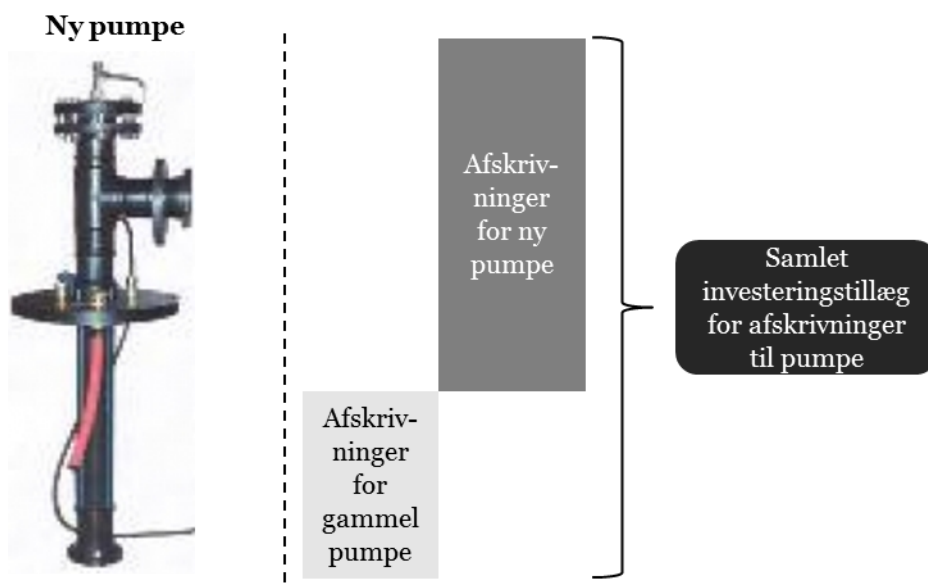 Ny pumpe
Afskriv-
ninger
for ny
pumpe
Afskriv-
ninger
for
gammel
pumpe
Samlet
investeringstillæg
for afskrivninger
til pumpe